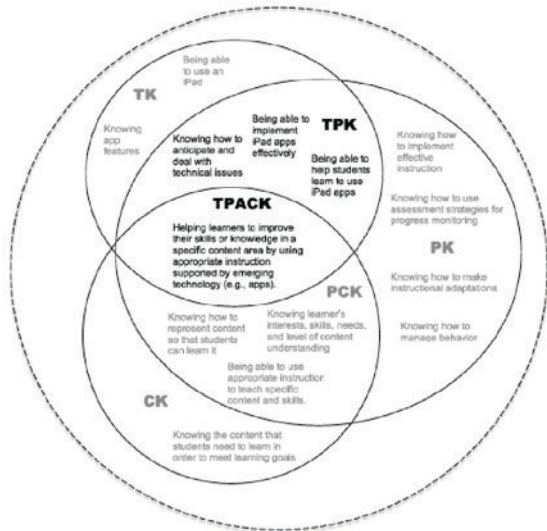 TK
Being able
to use an
iPad
Knowing
app
features
Knowing how to
anticipate and
deal with
technical issues
Being able to
implement
iPad apps
effectively
TPK
Being able to
help students
learn to use
iPad apps
Knowing how
to implement
effective
instruction
Knowing how to use
assessment strategies for
progress monitoring
PK
Knowing how to make
instructional adaptations
Knowing how to
manage behavior
TPACK
Helping learners to improve
their skills or knowledge in a
specific content area by using
appropriate instruction
supported by emerging
technology (e.g., apps).
PCK
Knowing how to
represent content
so that students
can learn it
Knowing learner's
interests, skills, needs,
and level of content
understanding
Being able to use
appropriate instruction
to teach specific
content and skills.
CK
Knowing the content that
students need to learn in
order to meet learning goals